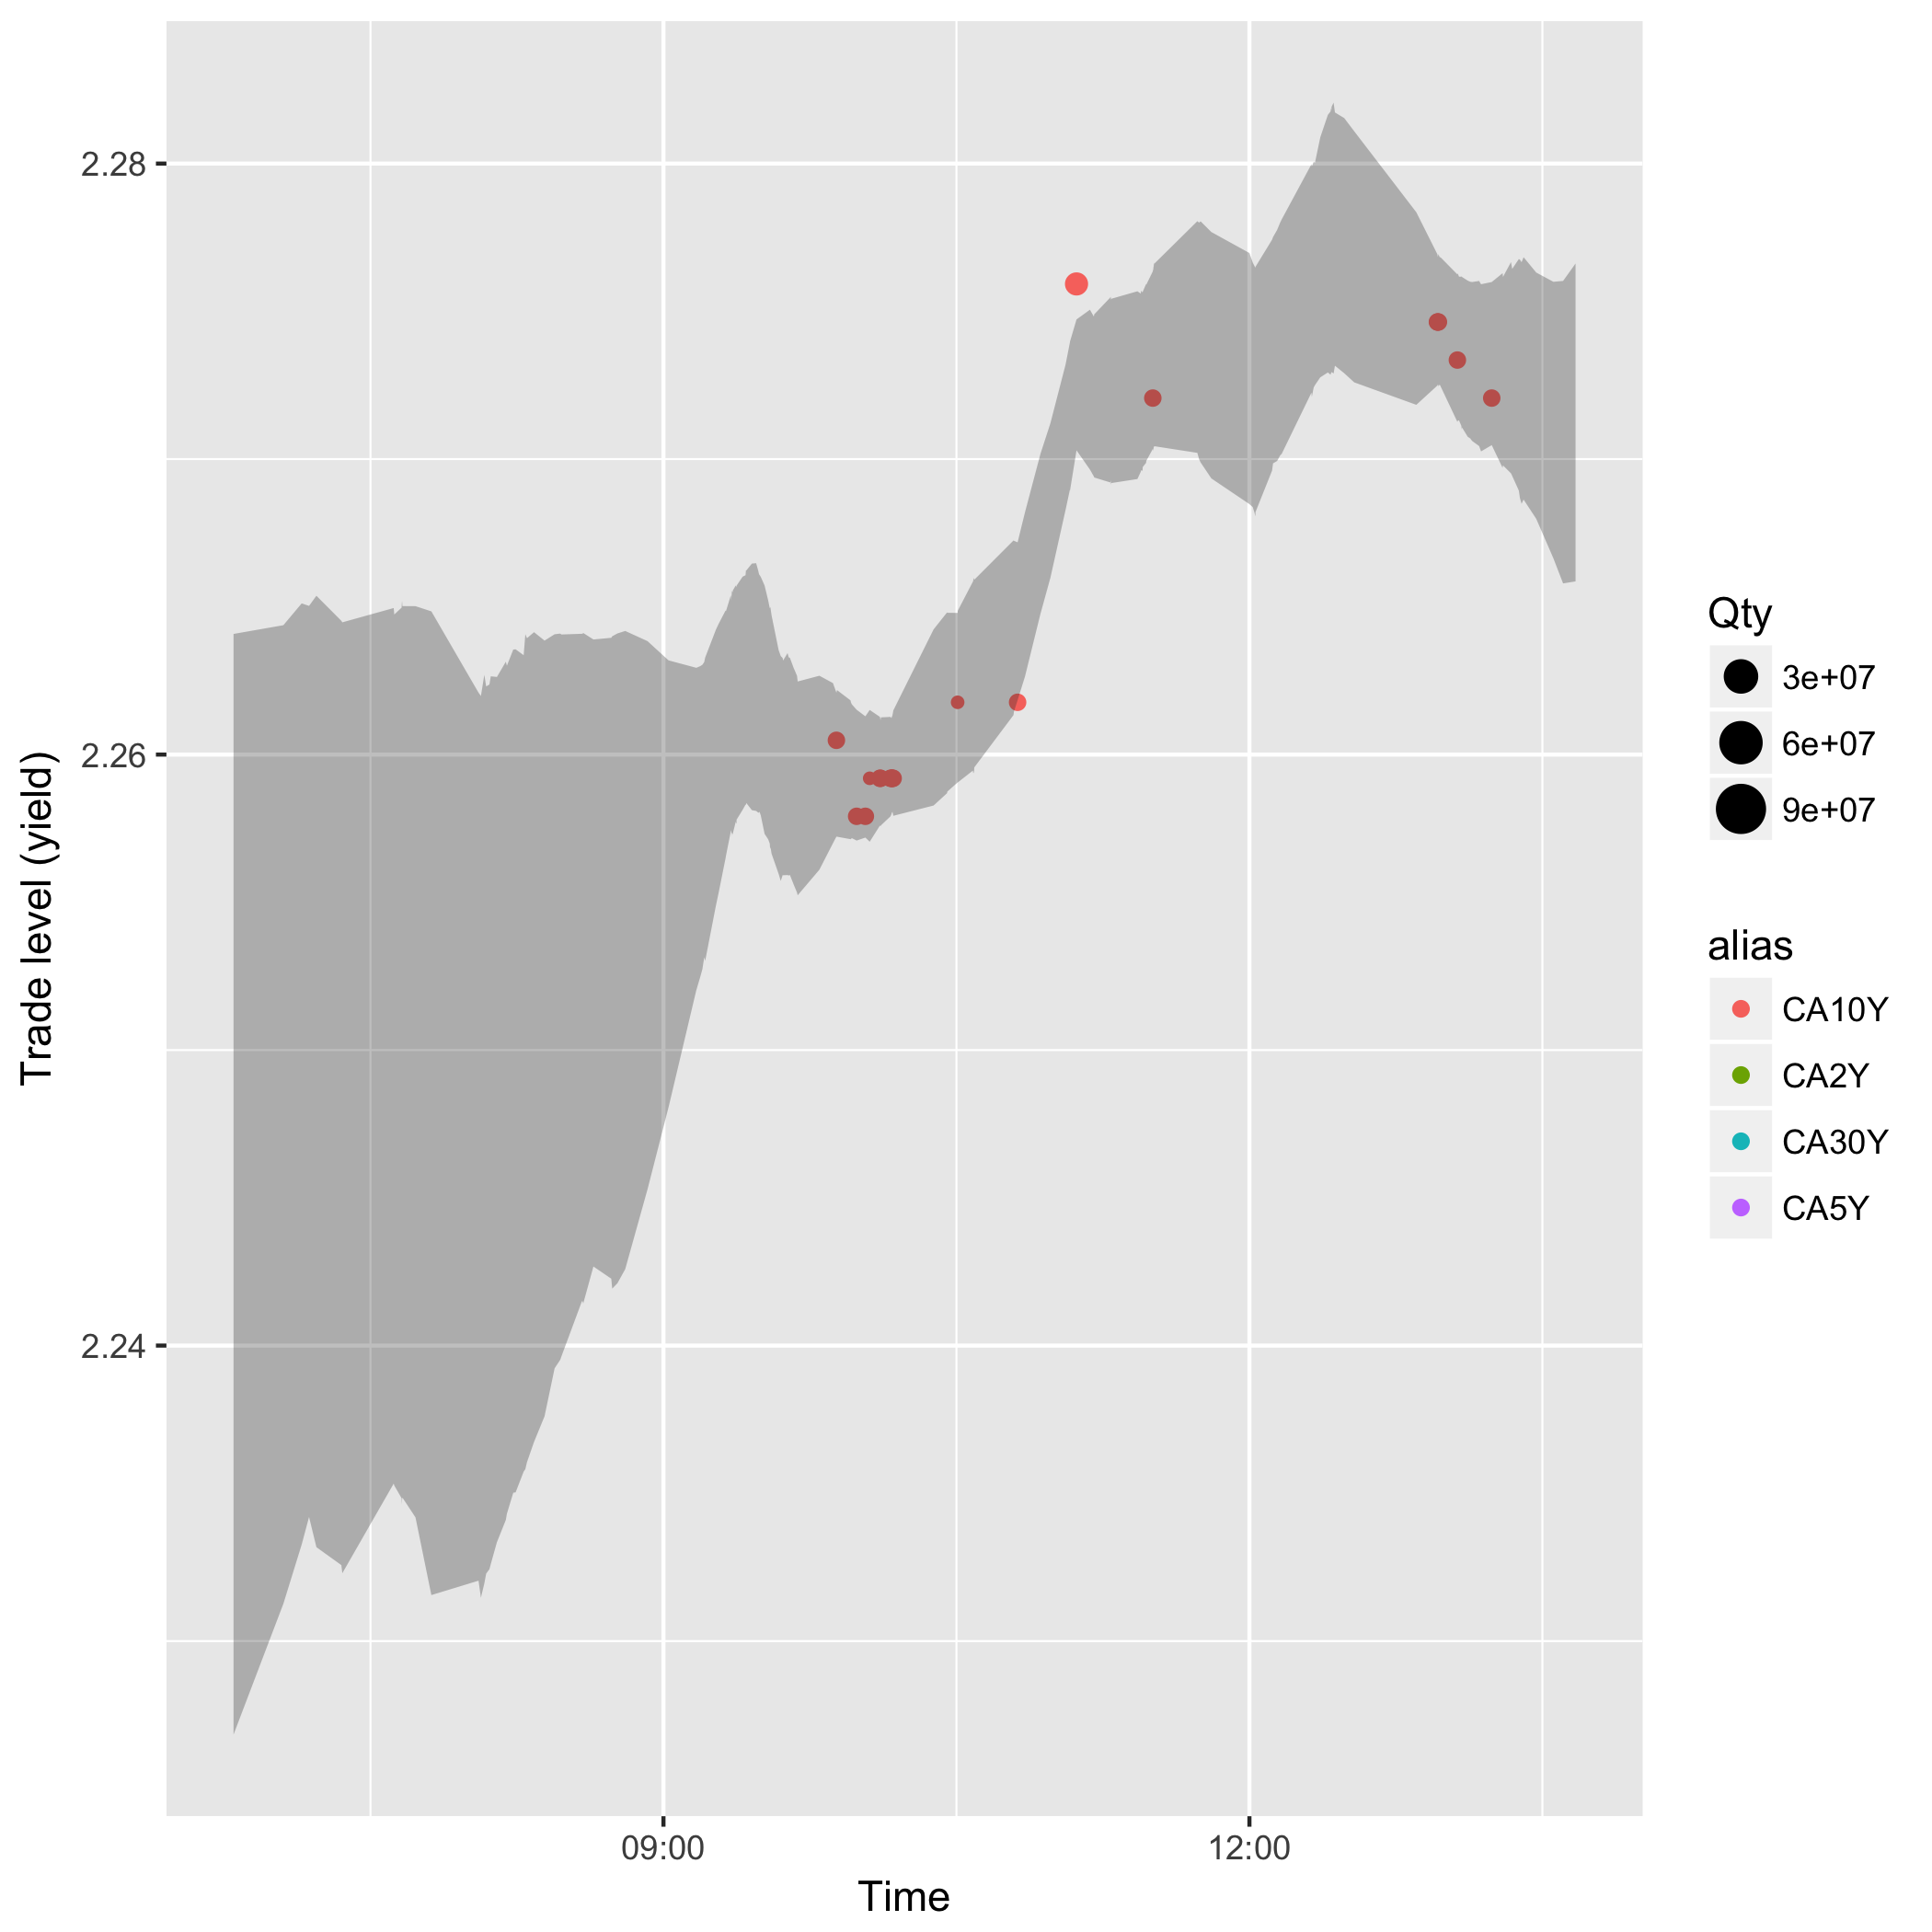 2.28
2.26
2.24
Trade level (yield)
09:00
12:00
Time
Qty
3e+07
6e+07
9e+07
alias
CA10Y
CA2Y
CA30Y
CA5Y